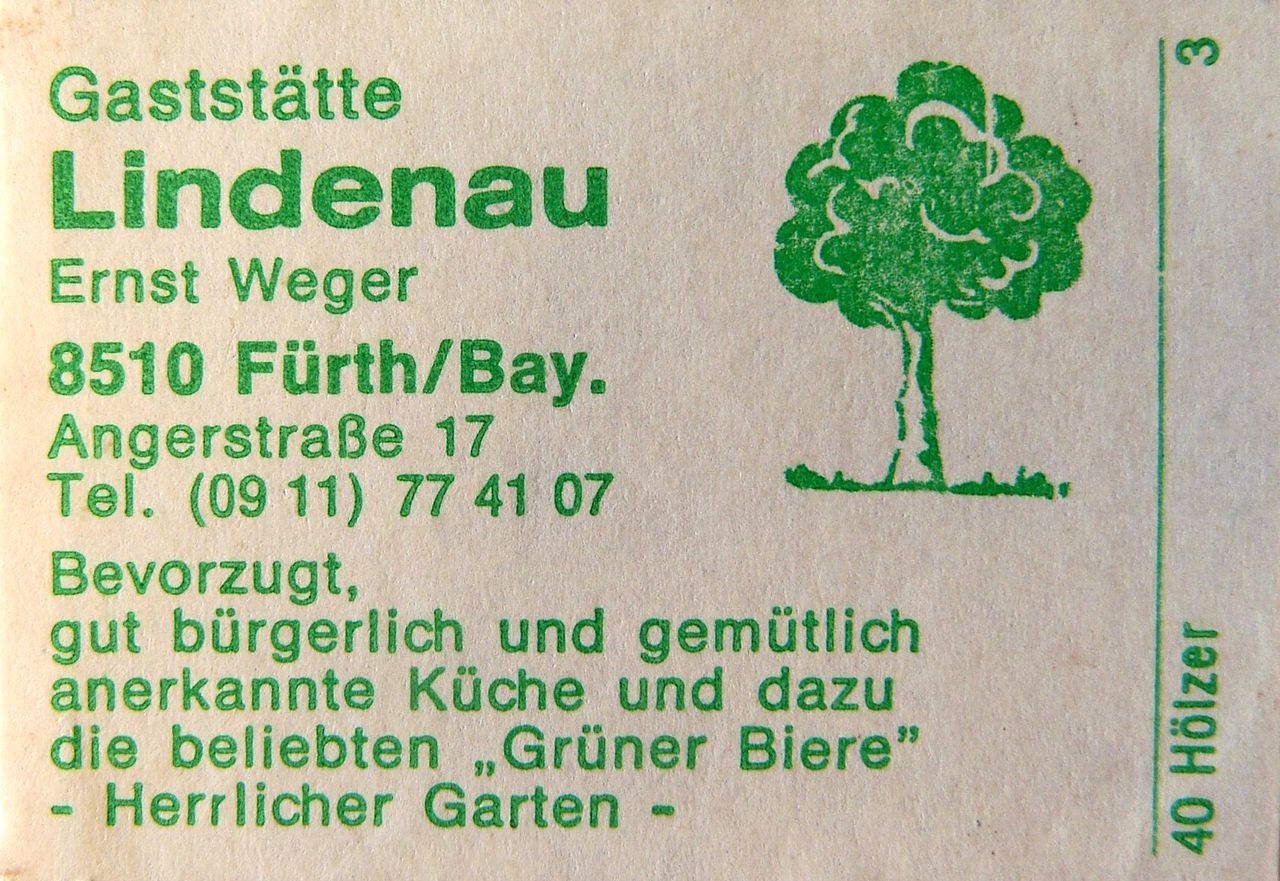 Gaststätte
Lindenau
Ernst Weger
8510 Fürth/Bay.
Angerstraße 17
Tel. (09 11) 77 41 07
Bevorzugt,
gut bürgerlich und gemütlich
anerkannte Küche und dazu
die beliebten „Grüner Biere”
- Herrlicher Garten -
40 Hölzer 3